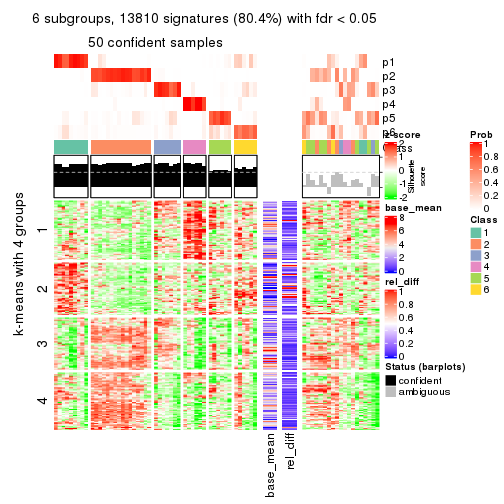 6 subgroups, 13810 signatures (80.4%) with fdr < 0.05
50 confident samples
p1
p2
p3
p4
p5
p6
Class
z-score
2
1
0
-1
-2
Silhouette
score
base_mean
8
6
4
2
0
rel_diff
1
0.8
0.6
0.4
0.2
0
Status (barplots)
confident
ambiguous
Prob
1
0.8
0.6
0.4
0.2
0
Class
1
2
3
4
5
6
k-means with 4 groups
1
2
3
4
base_mean
rel_diff